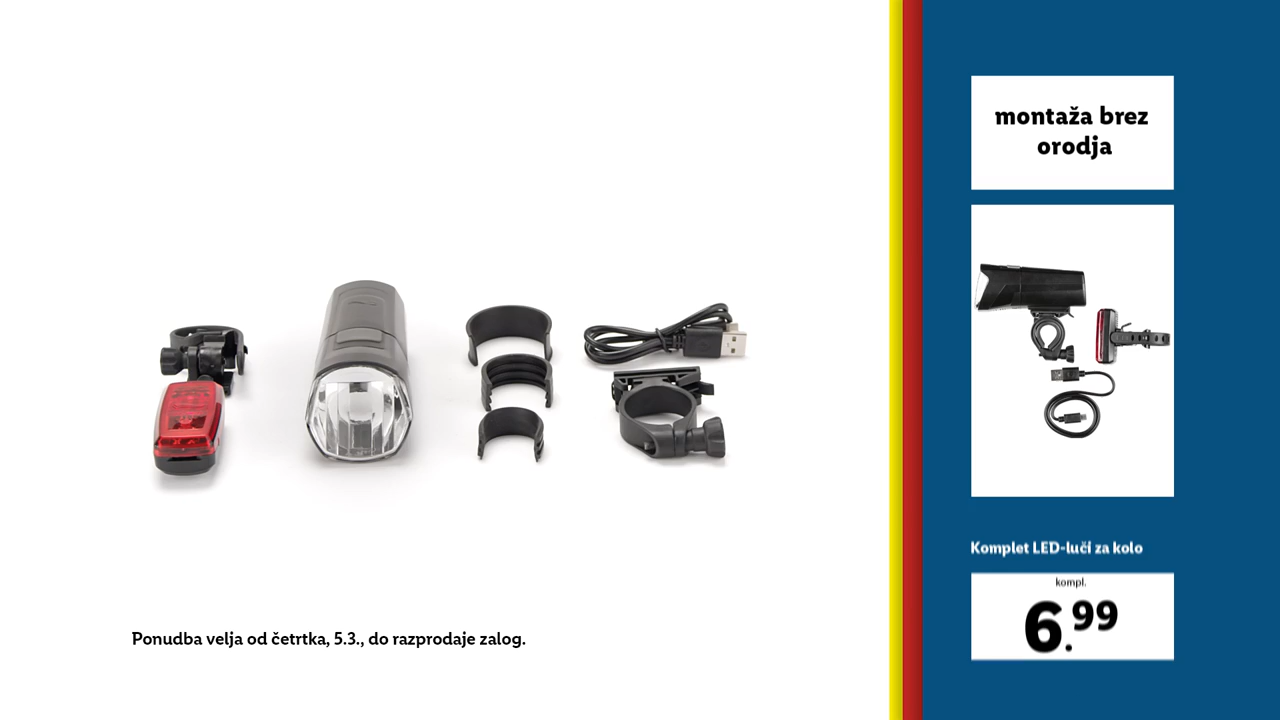 montaža brez
orodja
Komplet LED-luči za kolo
kompl.
6.99
Ponudba velja od četrtka, 5.3., do razprodaje zalog.